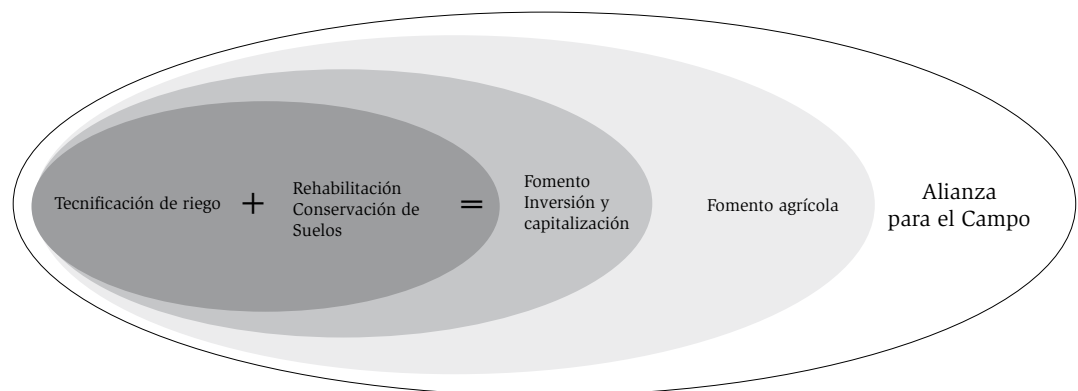 Tecnificación de riego
+
Rehabilitación
Conservación de
Suelos
=
Fomento
Inversión y
capitalización
Fomento agrícola
Alianza
para el Campo